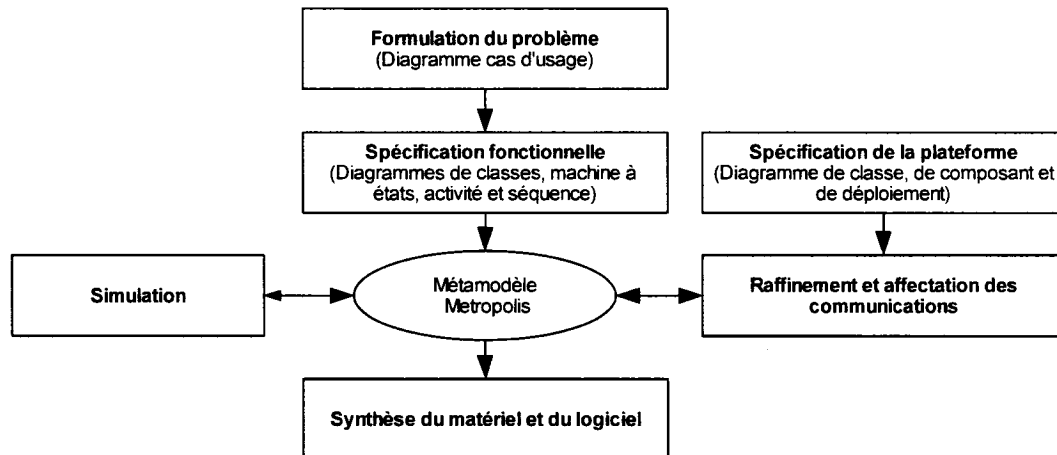 Formulation du problème
(Diagramme cas d'usage)
Spécification fonctionnelle
(Diagrammes de classes, machine à
états, activité et séquence)
Spécification de la plateforme
(Diagramme de classe, de composant et
de déploiement)
Simulation
Métamodèle
Metropolis
Raffinement et affectation des
communications
Synthèse du matériel et du logiciel